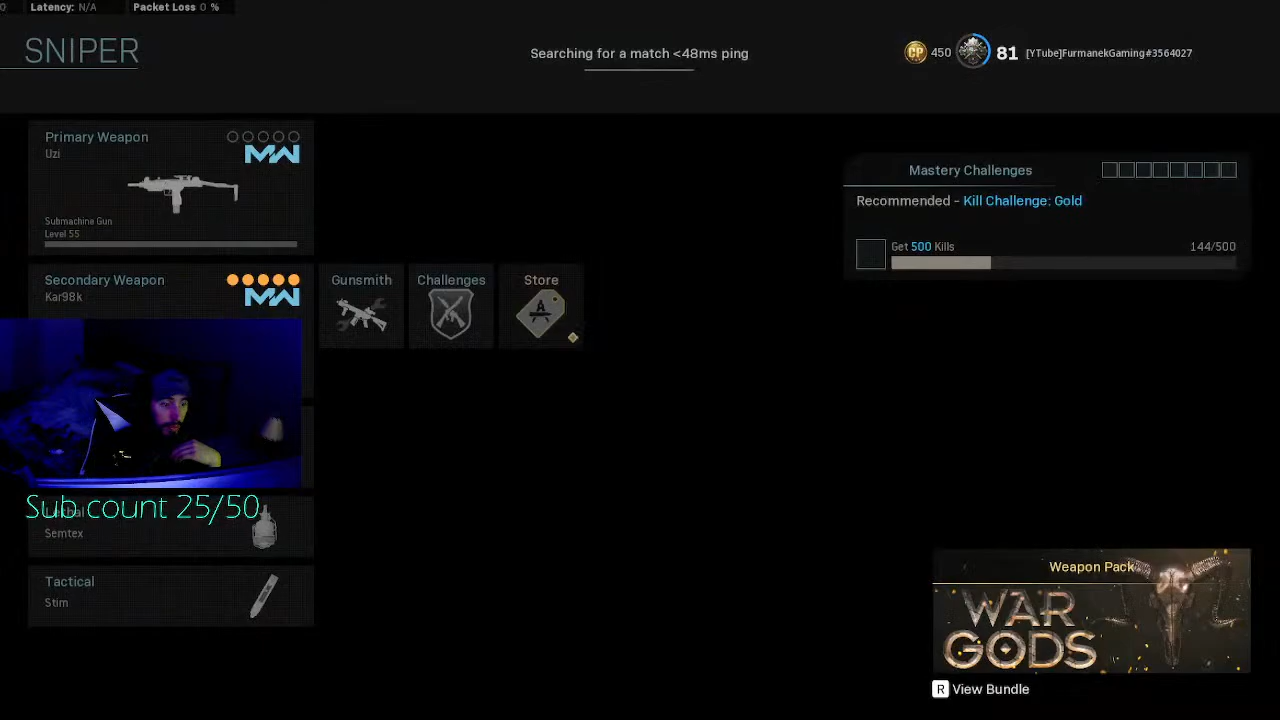 Latency: N/A
Packet Loss 0 %
SNIPER
Searching for a match <48ms ping
CP 450
81
[YTube]FurmanekGaming#3564027
Primary Weapon
Uzi
MW
Submachine Gun
Level 55
Mastery Challenges
Recommended - Kill Challenge: Gold
Get 500 Kills
144/500
Secondary Weapon
Kar98k
MW
Gunsmith
Challenges
Store
Sub count 25/50
Lethal
Semtex
Tactical
Stim
Weapon Pack
WAR
GODS
R View Bundle